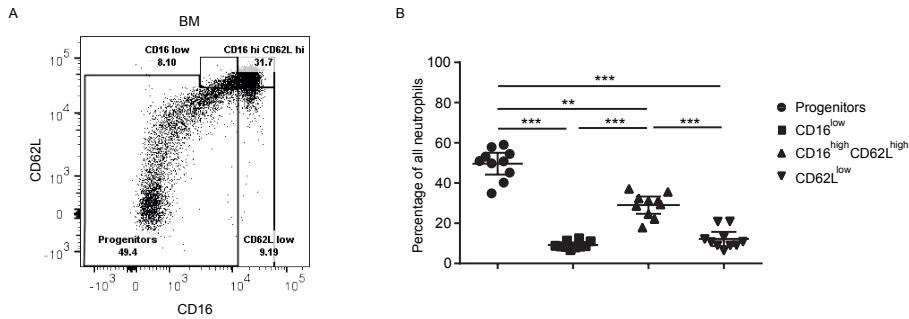 A
BM
CD16 low
8.10
CD16 hi CD62L hi
31.7
Progenitors
49.4
CD62L low
9.19
10^5
10^4
10^3
0
-10^3
CD62L
-10^3
0
10^3
10^4
10^5
CD16
B
Percentage of all neutrophils
100
80
60
40
20
0
***
**
***
***
***
Progenitors
CD16^low
CD16^high CD62L^high
CD62L^low